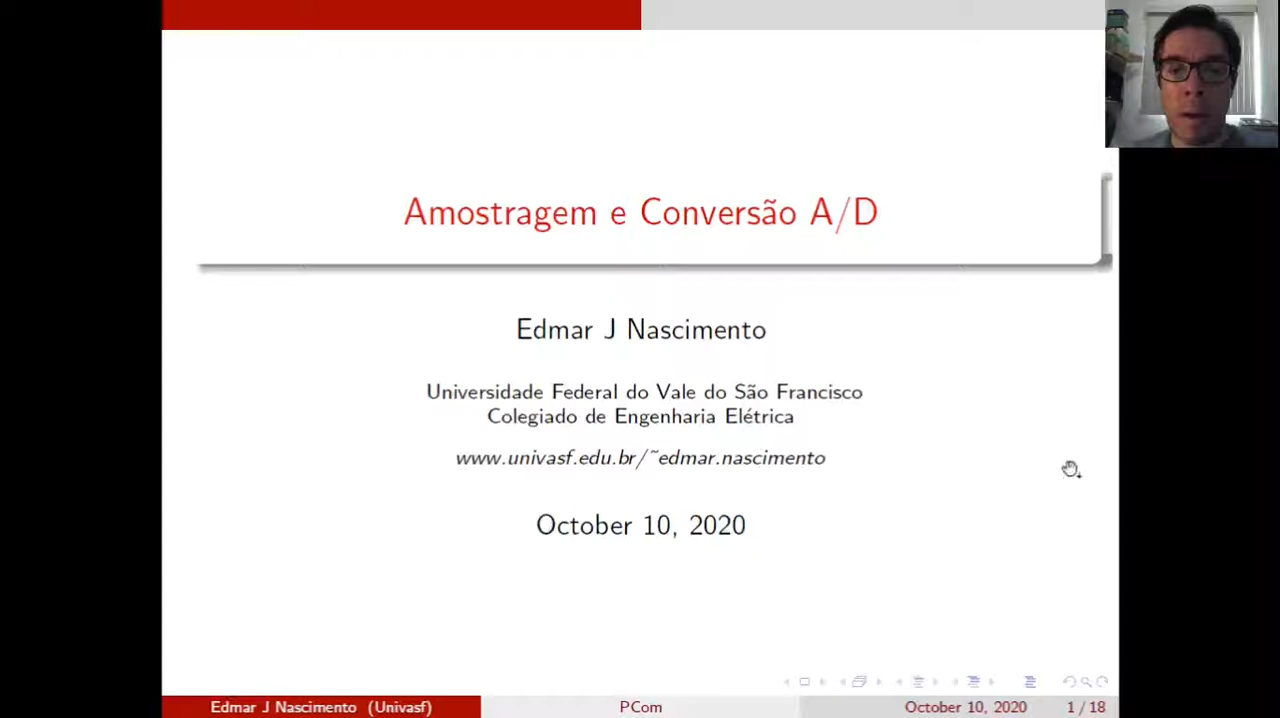 Amostragem e Conversão A/D
Edmar J Nascimento
Universidade Federal do Vale do São Francisco
Colegiado de Engenharia Elétrica
www.univasf.edu.br/~edmar.nascimento
October 10, 2020
Edmar J Nascimento (Univasf) PCom October 10, 2020 1 / 18